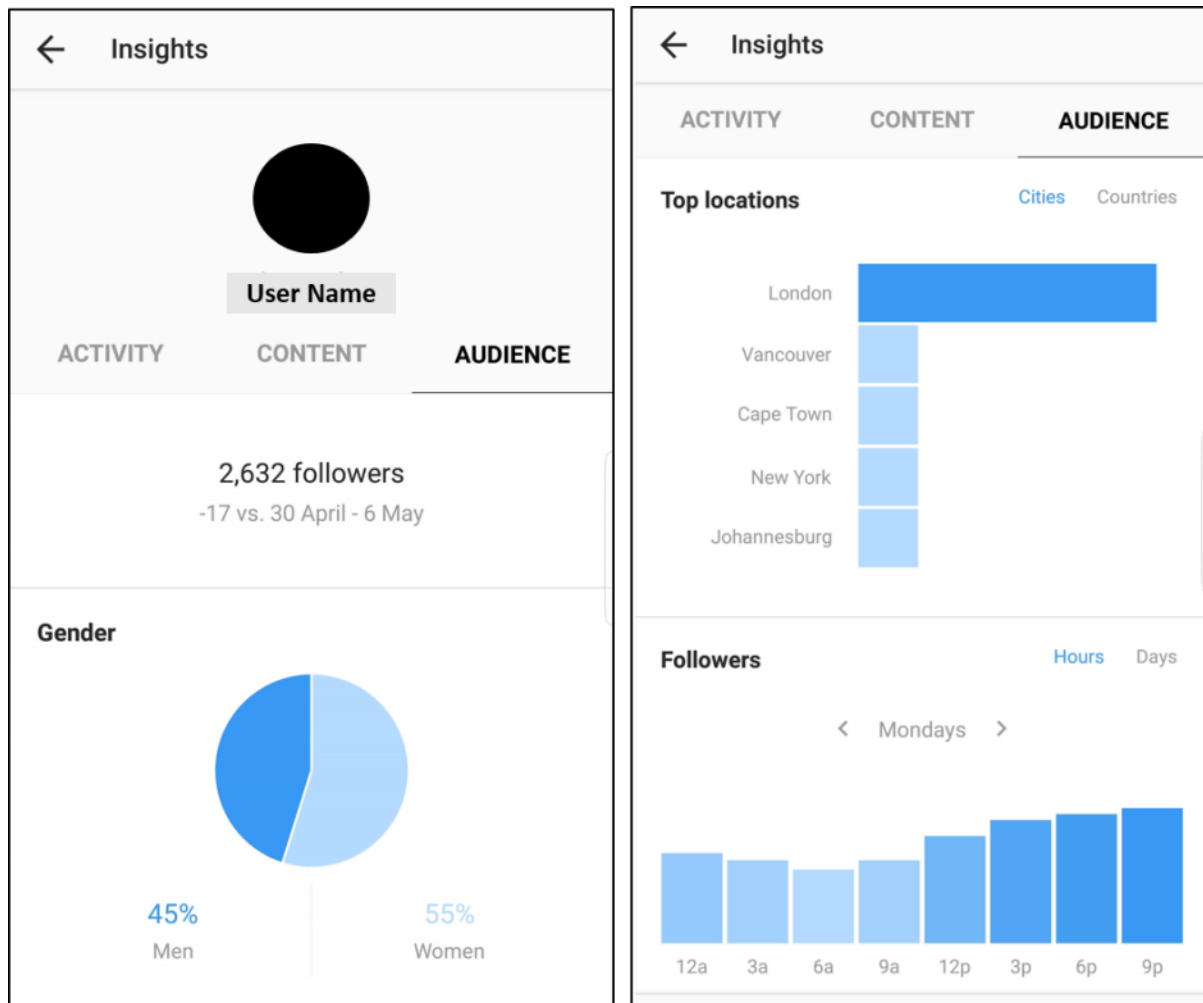 Insights
User Name
ACTIVITY CONTENT AUDIENCE
2,632 followers
-17 vs. 30 April - 6 May
Gender
45% 55%
Men Women
Insights
ACTIVITY CONTENT AUDIENCE
Top locations Cities Countries
London
Vancouver
Cape Town
New York
Johannesburg
Followers Hours Days
Mondays
12a 3a 6a 9a 12p 3p 6p 9p